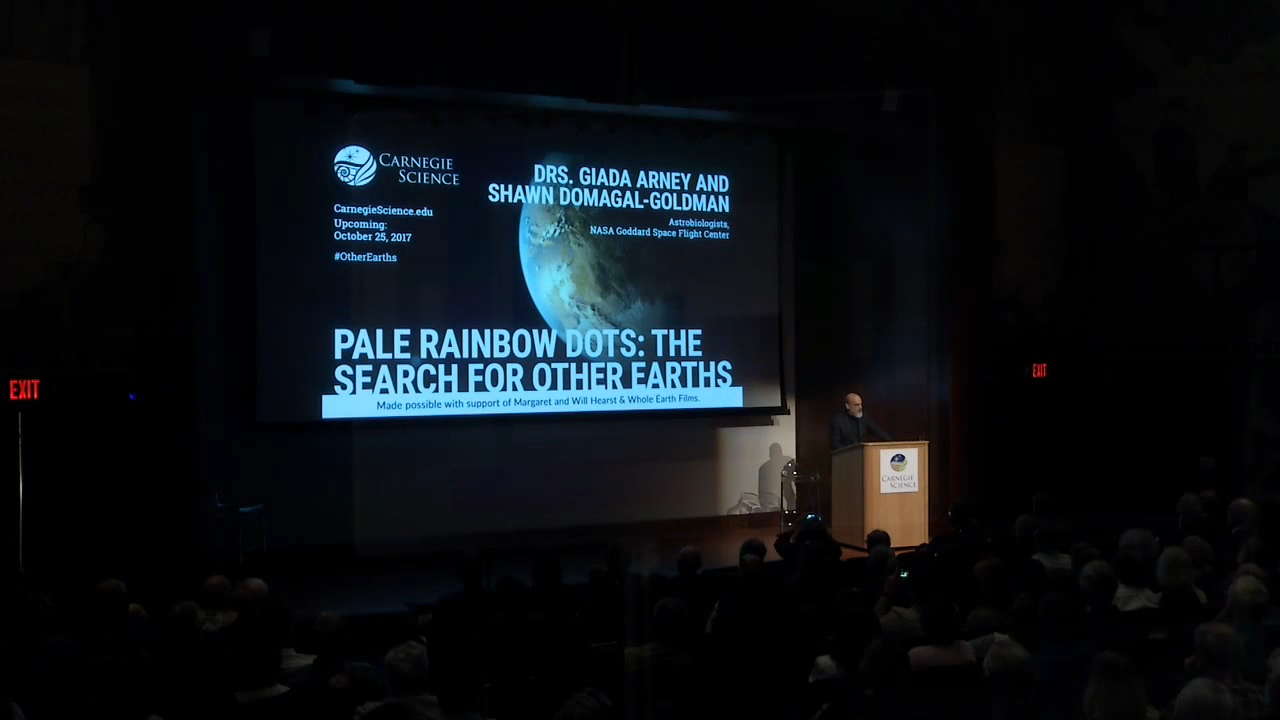 CARNEGIE
SCIENCE
CarnegieScience.edu
Upcoming:
October 25, 2017
#OtherEarths
DRS. GIADA ARNEY AND
SHAWN DOMAGAL-GOLDMAN
Astrobiologists,
NASA Goddard Space Flight Center
PALE RAINBOW DOTS: THE
SEARCH FOR OTHER EARTHS
Made possible with support of Margaret and Will Hearst & Whole Earth Films.
EXIT
EXIT
CARNEGIE
SCIENCE